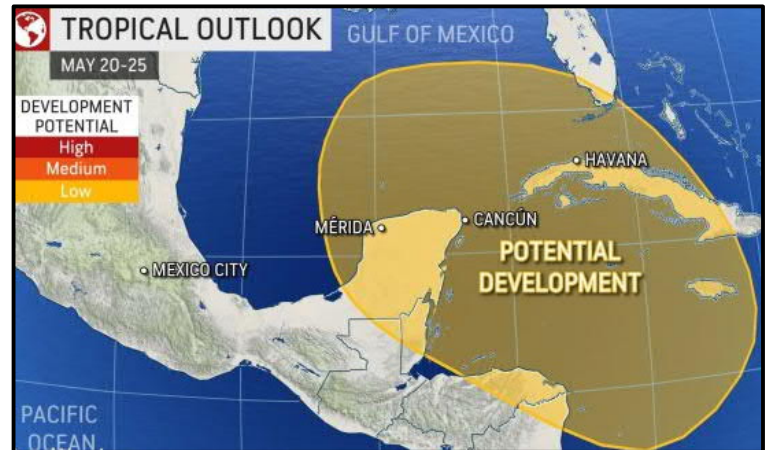 TROPICAL OUTLOOK
MAY 20-25
GULF OF MEXICO
DEVELOPMENT
POTENTIAL
High
Medium
Low
HAVANA
MÉRIDA
CANCÚN
POTENTIAL
DEVELOPMENT
MEXICO CITY
PACIFIC
OCEAN